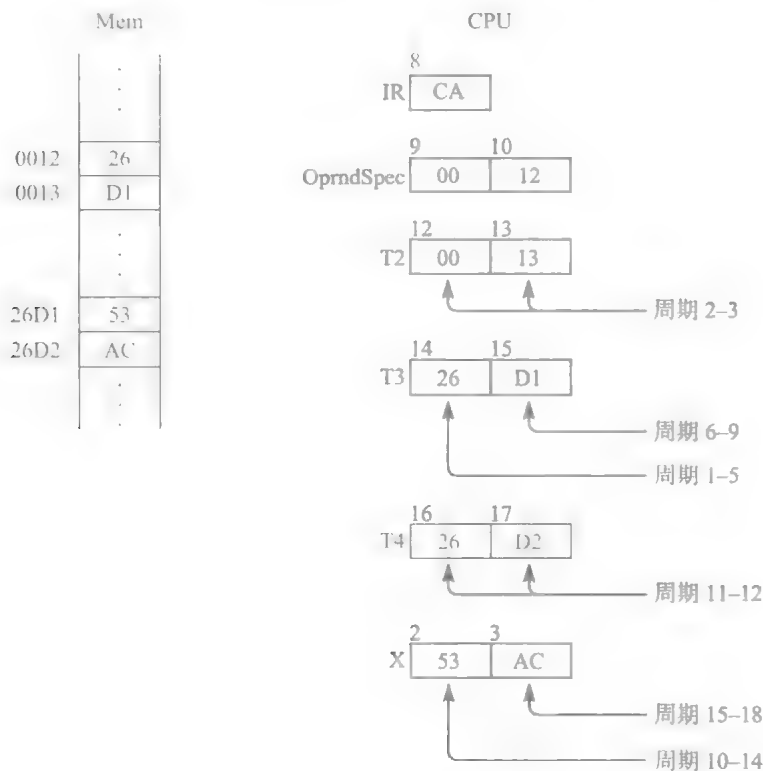 Mem
CPU
8
IR CA
0012 26
0013 D1
9 10
OprndSpec 00 12
12 13
T2 00 13
周期 2–3
26D1 53
26D2 AC
14 15
T3 26 D1
周期 6–9
周期 1–5
16 17
T4 26 D2
周期 11–12
2 3
X 53 AC
周期 15–18
周期 10–14